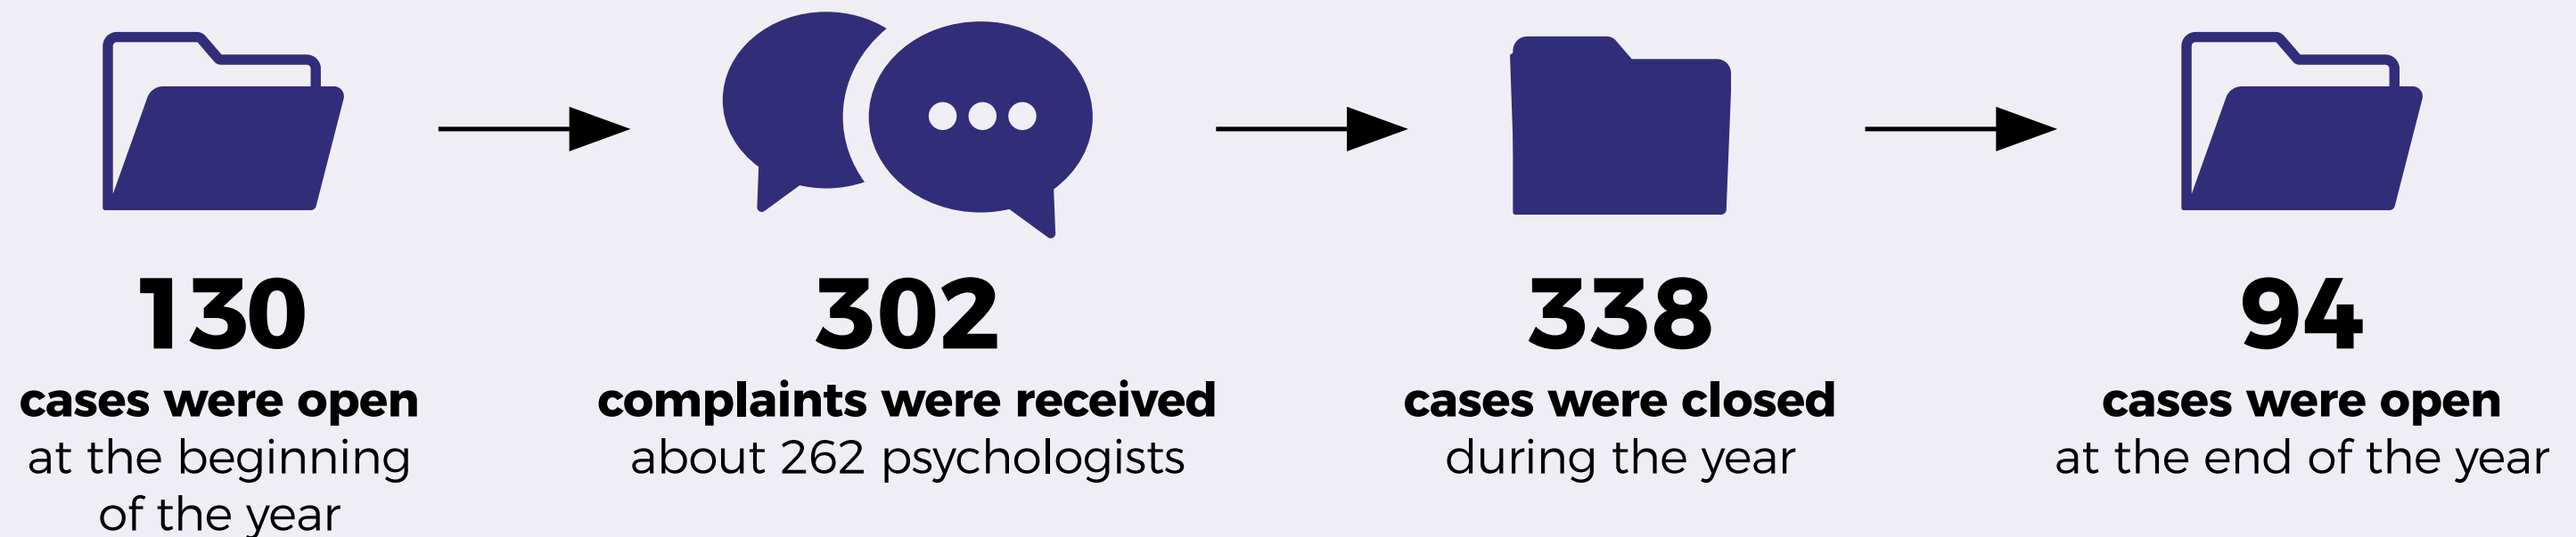 130
cases were open
at the beginning
of the year
302
complaints were received
about 262 psychologists
338
cases were closed
during the year
94
cases were open
at the end of the year